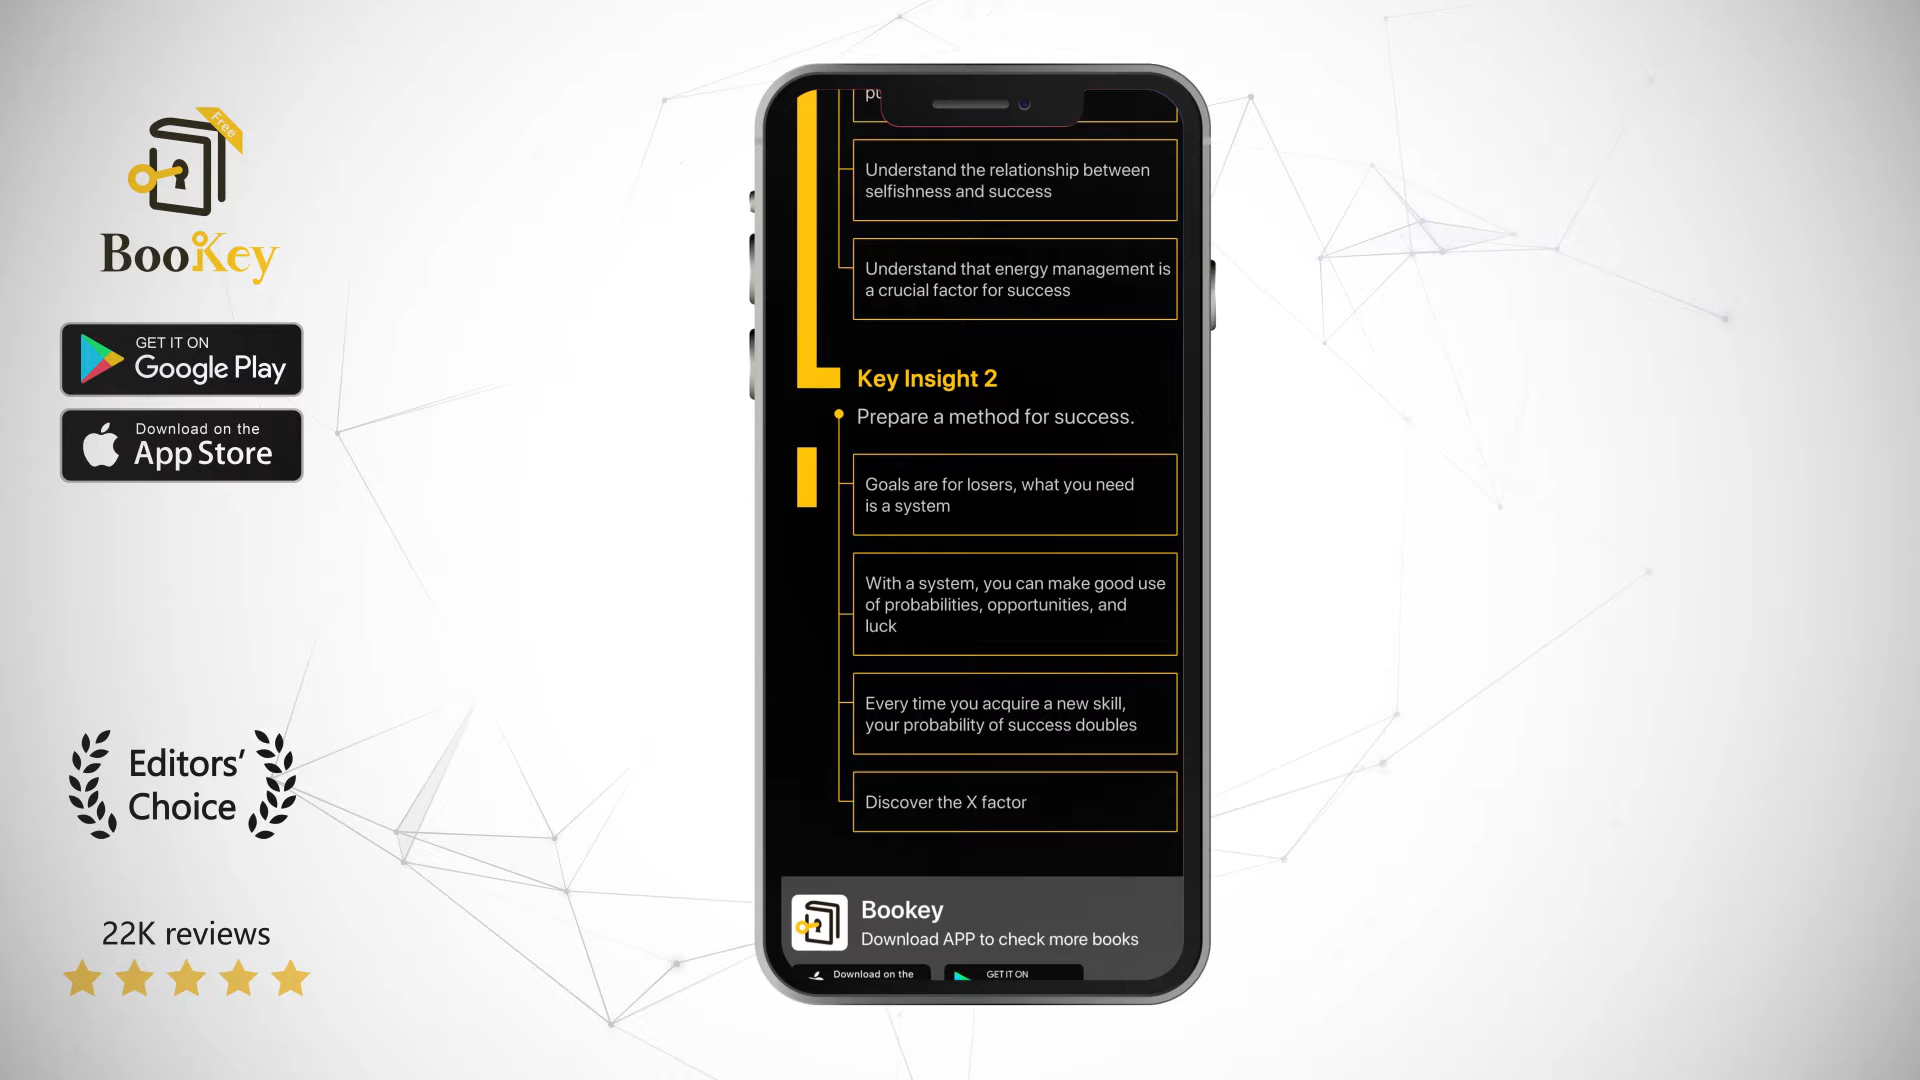 Free
BooKey
GET IT ON
Google Play
Download on the
App Store
Editors'
Choice
22K reviews
Understand the relationship between
selfishness and success
Understand that energy management is
a crucial factor for success
Key Insight 2
Prepare a method for success.
Goals are for losers, what you need
is a system
With a system, you can make good use
of probabilities, opportunities, and
luck
Every time you acquire a new skill,
your probability of success doubles
Discover the X factor
Bookey
Download APP to check more books
Download on the
GET IT ON